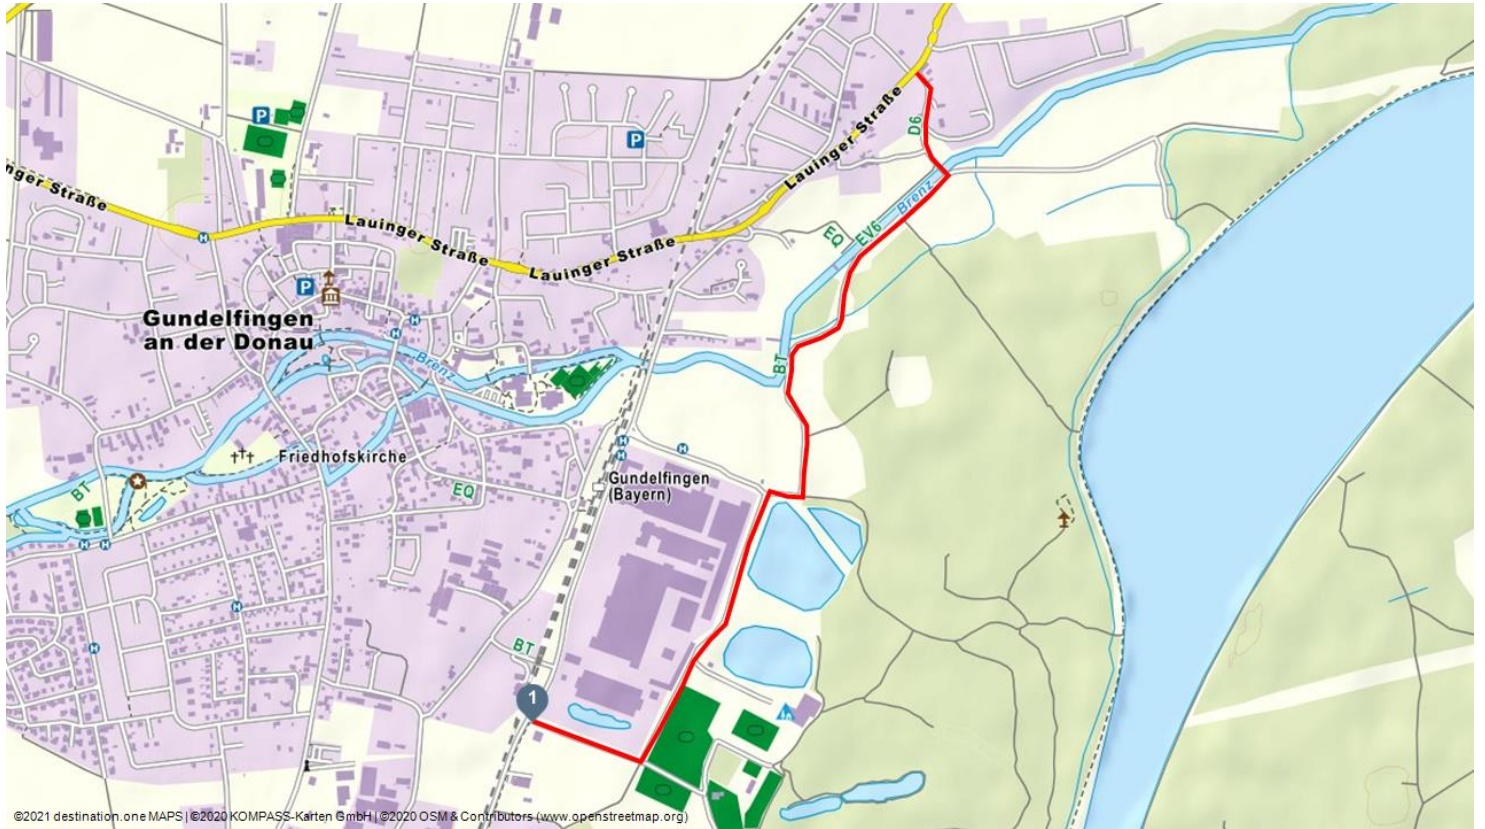 P
P
D6
Lauinger Straße
nger Straße
Brenz
H
Lauinger Straße
EQ
EV6
Lauinger Straße
P
Gundelfingen
an der Donau
H
H
Brenz
BT
H
H
H
Friedhofskirche
Gundelfingen
(Bayern)
EQ
BT
H
H
H
H
BT
1
©2021 destination.one MAPS | ©2020 KOMPASS-Karten GmbH | ©2020 OSM & Contributors (www.openstreetmap.org)